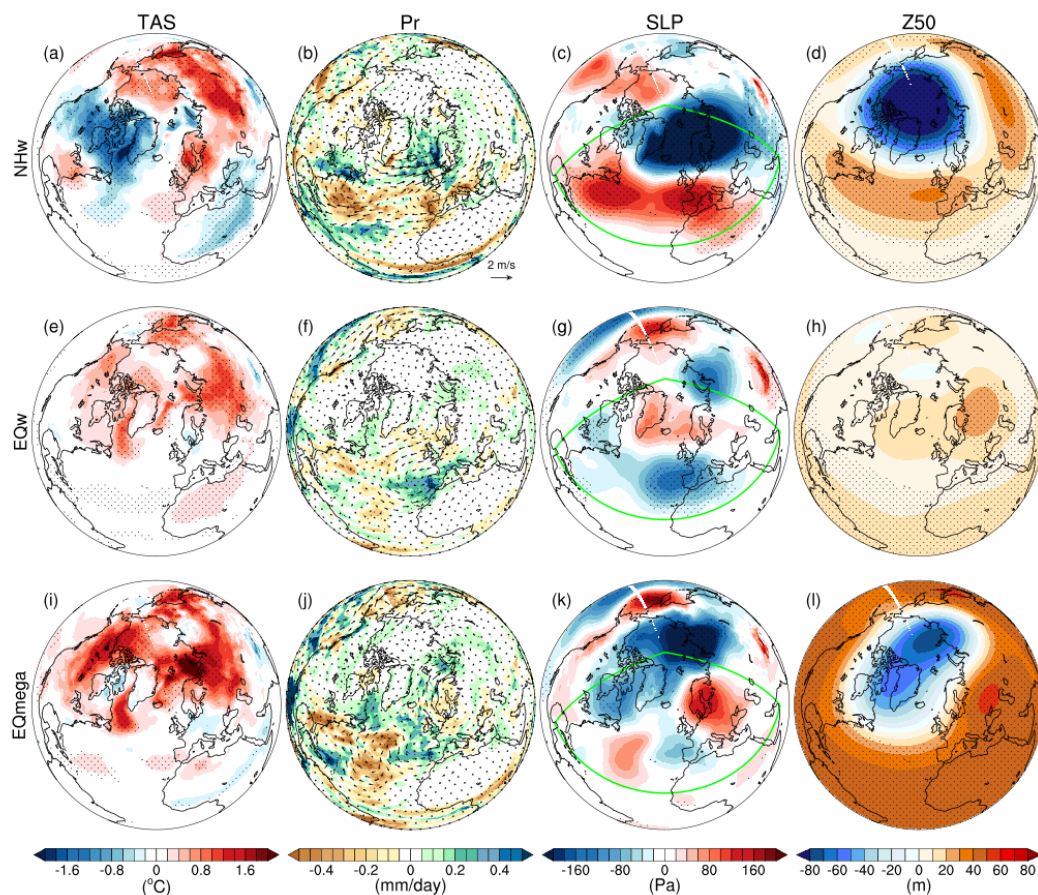 TAS Pr SLP Z50
(a) (b) (c) (d)
NHw
2 m/s
(e) (f) (g) (h)
EQw
(i) (j) (k) (l)
EQmega
-1.6 -0.8 0 0.8 1.6 -0.4 -0.2 0 0.2 0.4 -160 -80 0 80 160 -80 -60 -40 -20 0 20 40 60 80
(°C) (mm/day) (Pa) (m)